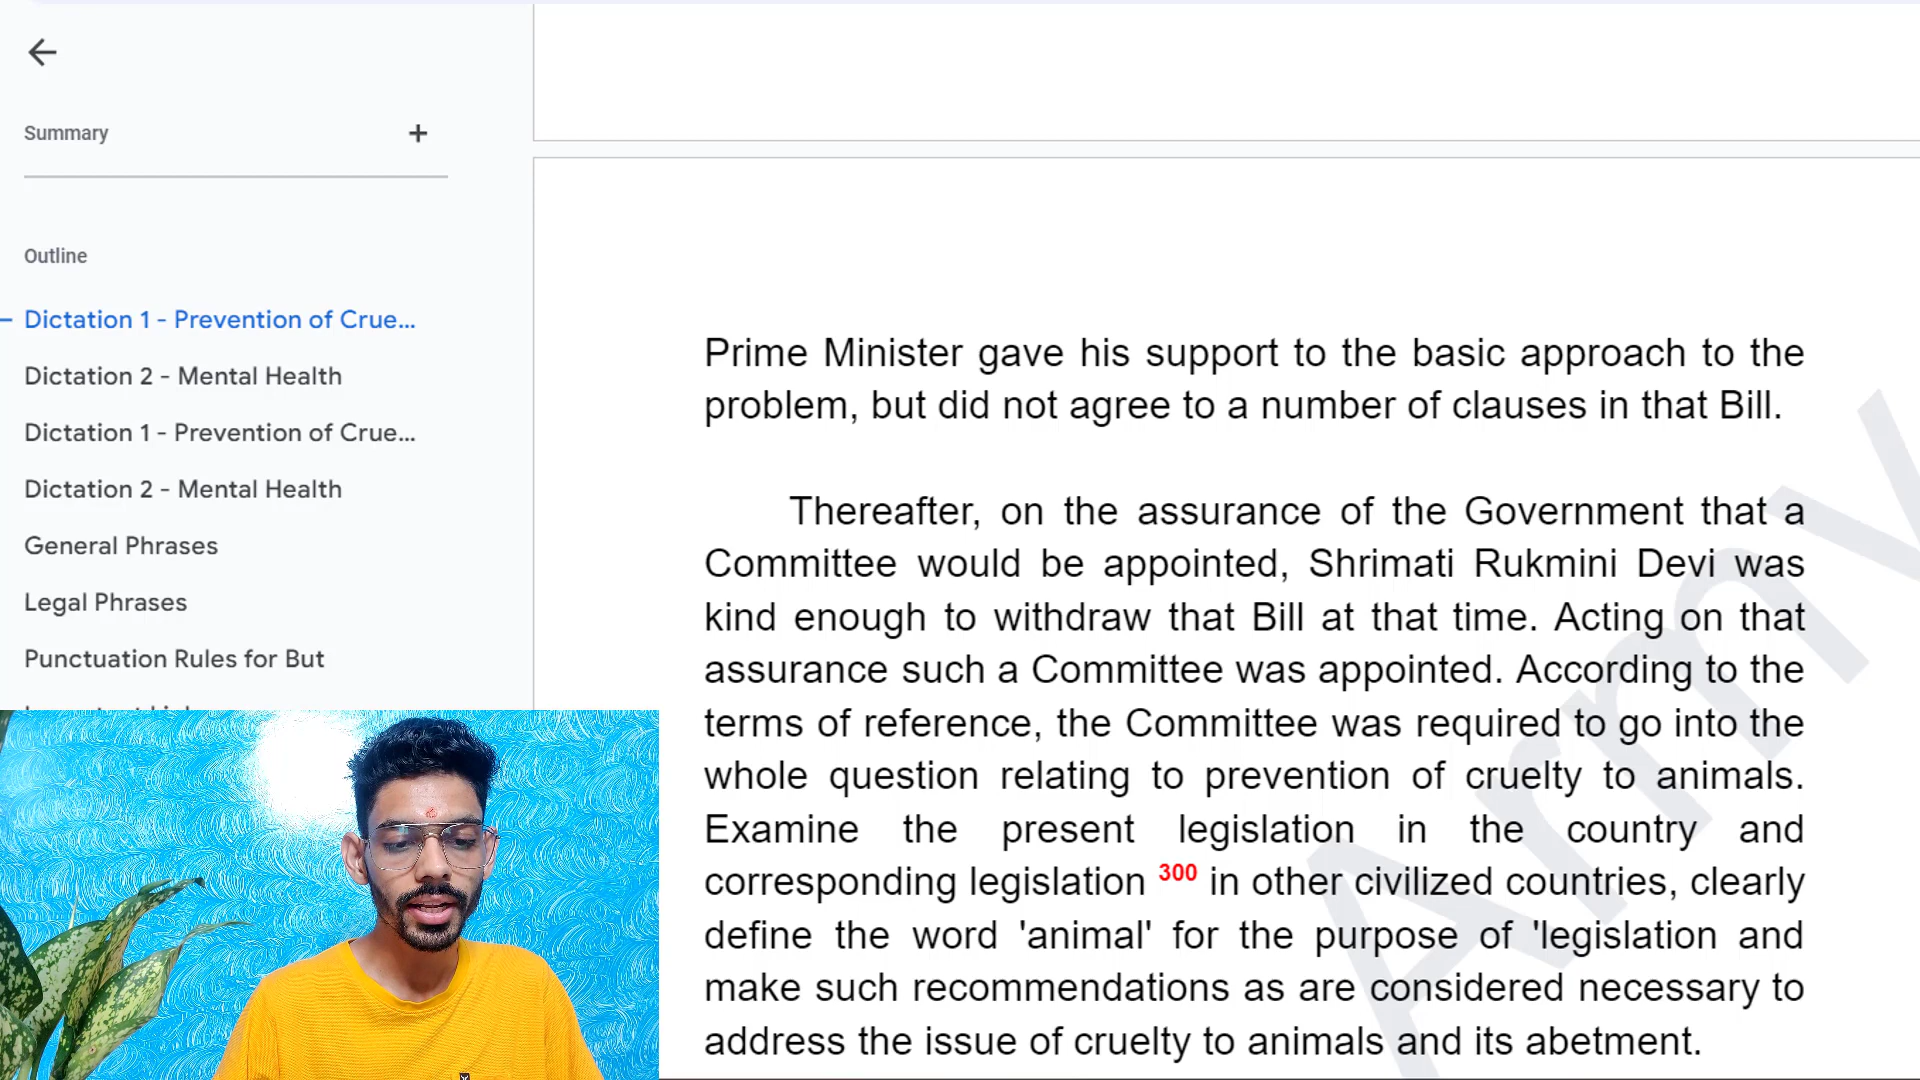 Summary
+
Outline
Dictation 1 - Prevention of Crue...
Dictation 2 - Mental Health
Dictation 1 - Prevention of Crue...
Dictation 2 - Mental Health
General Phrases
Legal Phrases
Punctuation Rules for But
Prime Minister gave his support to the basic approach to the
problem, but did not agree to a number of clauses in that Bill.
Thereafter, on the assurance of the Government that a
Committee would be appointed, Shrimati Rukmini Devi was
kind enough to withdraw that Bill at that time. Acting on that
assurance such a Committee was appointed. According to the
terms of reference, the Committee was required to go into the
whole question relating to prevention of cruelty to animals.
Examine the present legislation in the country and
corresponding legislation 300 in other civilized countries, clearly
define the word 'animal' for the purpose of 'legislation and
make such recommendations as are considered necessary to
address the issue of cruelty to animals and its abetment.
Army